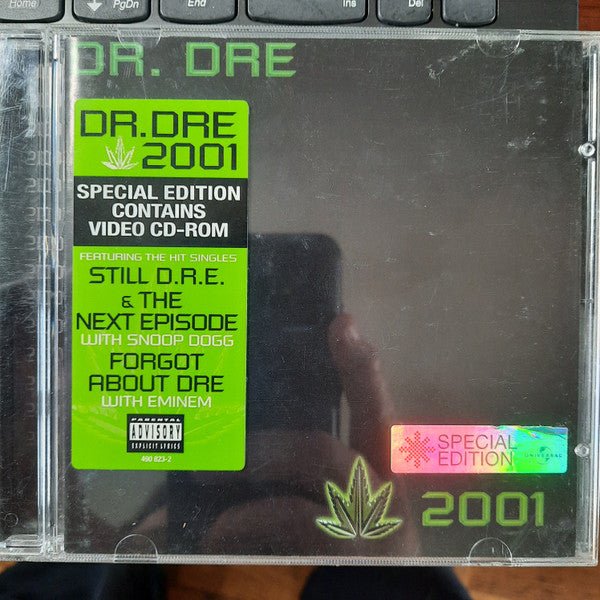 Home
PgDn
End
Ins
Del
DR. DRE
DR.DRE
2001
SPECIAL EDITION
CONTAINS
VIDEO CD-ROM
FEATURING THE HIT SINGLES
STILL D.R.E.
& THE
NEXT EPISODE
WITH SNOOP DOGG
FORGOT
ABOUT DRE
WITH EMINEM
PARENTAL
ADVISORY
EXPLICIT LYRICS
490 823-2
SPECIAL
EDITION
UNIVERSAL
2001